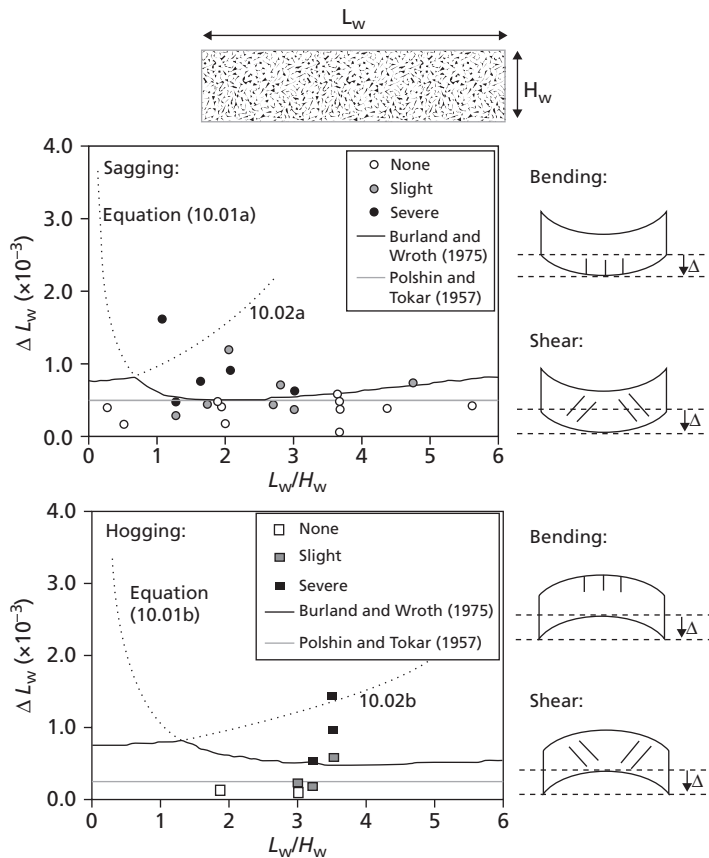 L_w
H_w
4.0
3.0
2.0
1.0
0.0
Δ L_w (×10⁻³)
Sagging:
Equation (10.01a)
10.02a
None
Slight
Severe
Burland and
Wroth (1975)
Polshin and
Tokar (1957)
0 1 2 3 4 5 6
L_w/H_w
Bending:
Δ
Shear:
Δ
4.0
3.0
2.0
1.0
0.0
Δ L_w (×10⁻³)
Hogging:
Equation
(10.01b)
10.02b
None
Slight
Severe
Burland and Wroth (1975)
Polshin and Tokar (1957)
0 1 2 3 4 5 6
L_w/H_w
Bending:
Δ
Shear:
Δ